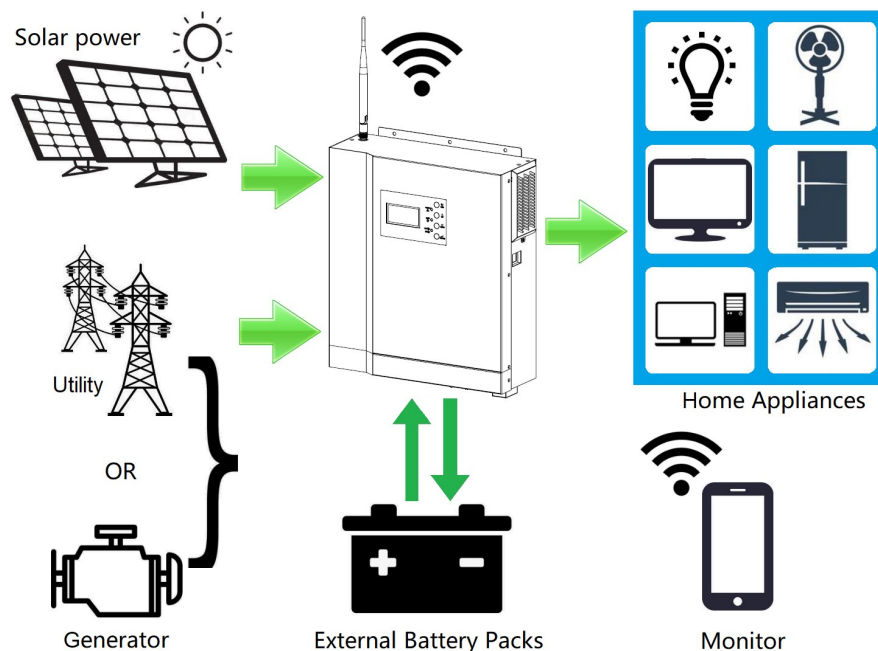 Solar power
Utility
OR
Generator
External Battery Packs
Home Appliances
Monitor